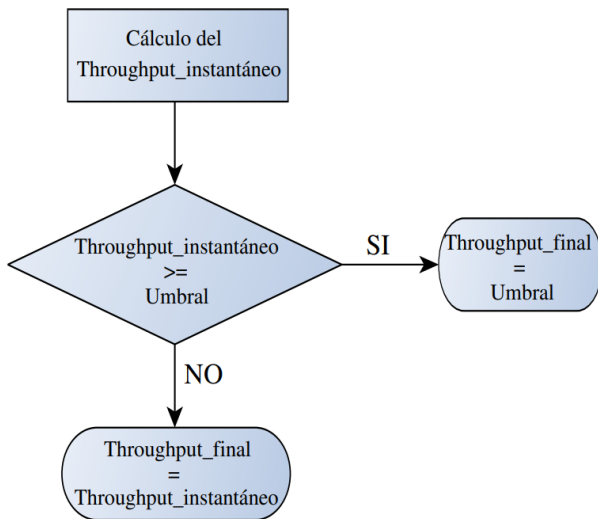 Cálculo del
Throughput_instantáneo
Throughput_instantáneo
>=
Umbral
SI
Throughput_final
=
Umbral
NO
Throughput_final
=
Throughput_instantáneo